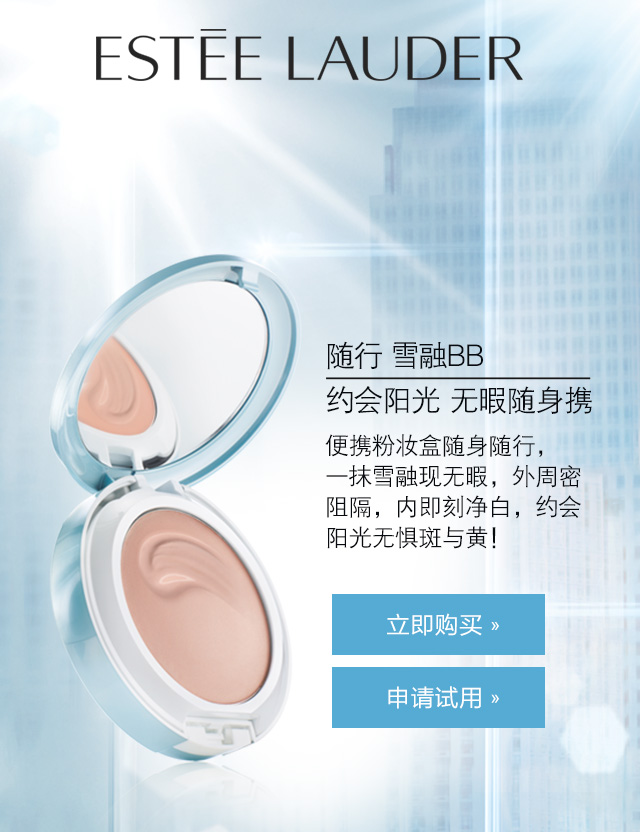 ESTĒE LAUDER
随行 雪融BB
约会阳光 无暇随身携
便携粉妆盒随身随行，
一抹雪融现无暇，外周密
阻隔，内即刻净白，约会
阳光无惧斑与黄！
立即购买 »
申请试用 »